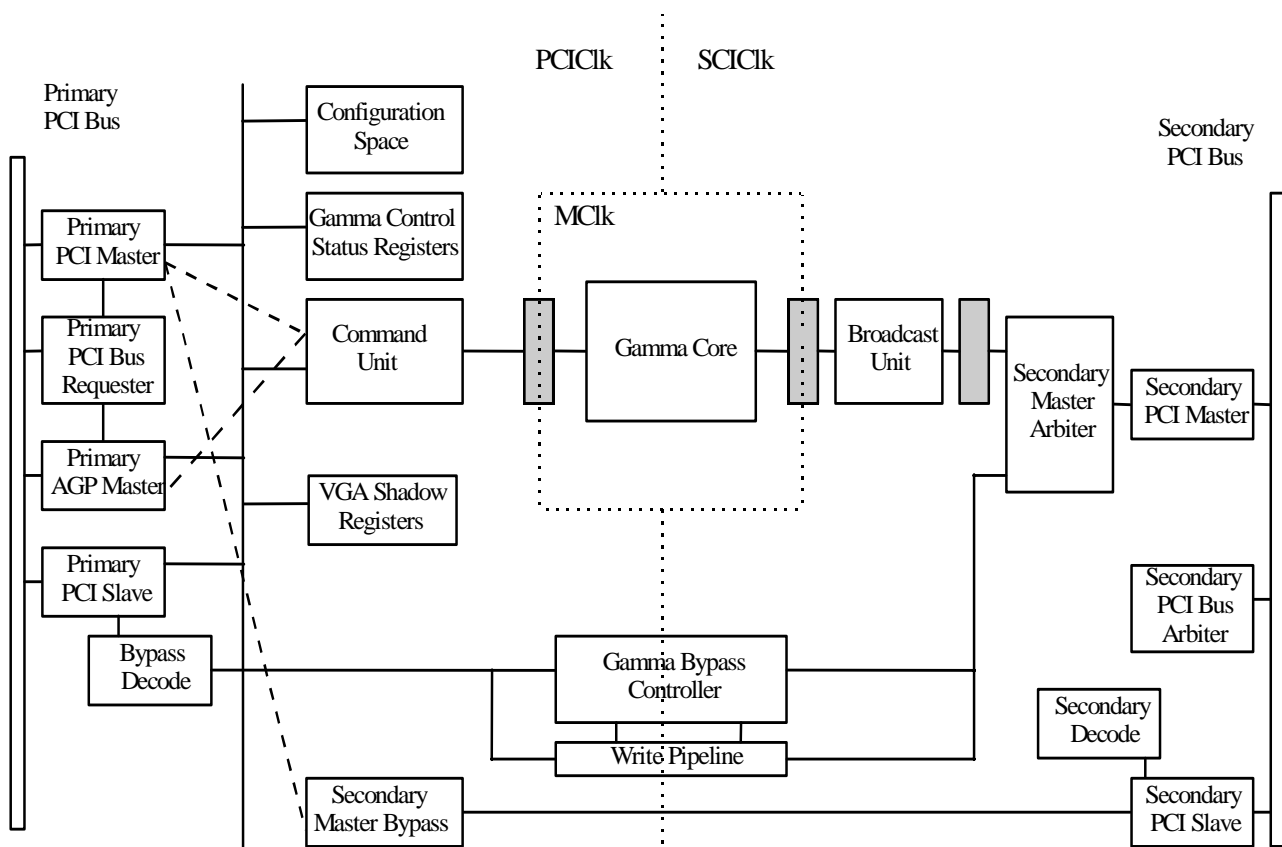 PCIClk
SCIClk
Primary
PCI Bus
Configuration
Space
Secondary
PCI Bus
Primary
PCI Master
Gamma Control
Status Registers
MClk
Primary
PCI Bus
Requester
Command
Unit
Gamma Core
Broadcast
Unit
Secondary
Master
Arbiter
Secondary
PCI Master
Primary
AGP Master
VGA Shadow
Registers
Primary
PCI Slave
Secondary
PCI Bus
Arbiter
Bypass
Decode
Gamma Bypass
Controller
Secondary
Decode
Write Pipeline
Secondary
Master Bypass
Secondary
PCI Slave